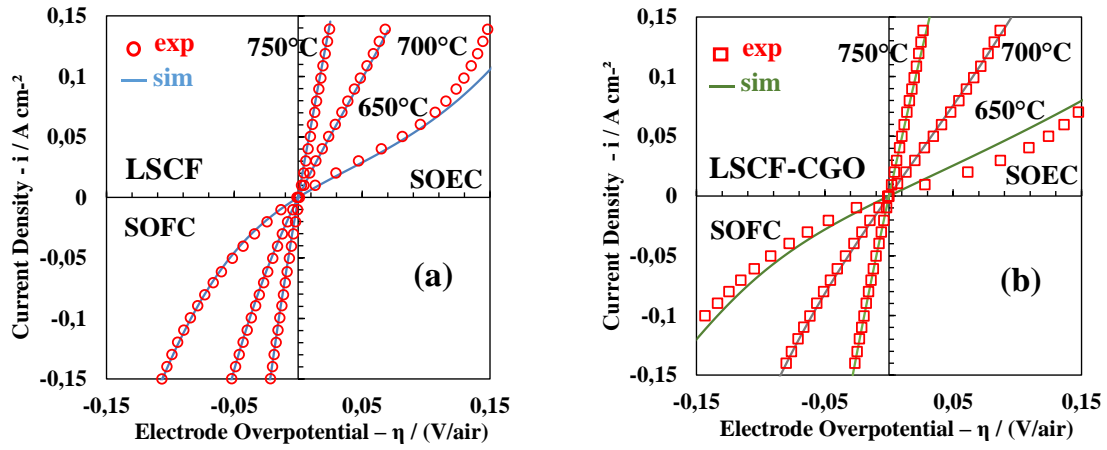 0,15
exp
sim
750°C
700°C
0,1
650°C
0,05
LSCF
SOEC
0
SOFC
-0,05
(a)
-0,1
-0,15
-0,15
-0,05
0,05
0,15
Current Density - i / A cm-²
Electrode Overpotential – η / (V/air)
0,15
exp
sim
750°C
700°C
0,1
650°C
0,05
LSCF-CGO
SOEC
0
SOFC
-0,05
(b)
-0,1
-0,15
-0,15
-0,05
0,05
0,15
Current Density - i / A cm-²
Electrode Overpotential – η / (V/air)